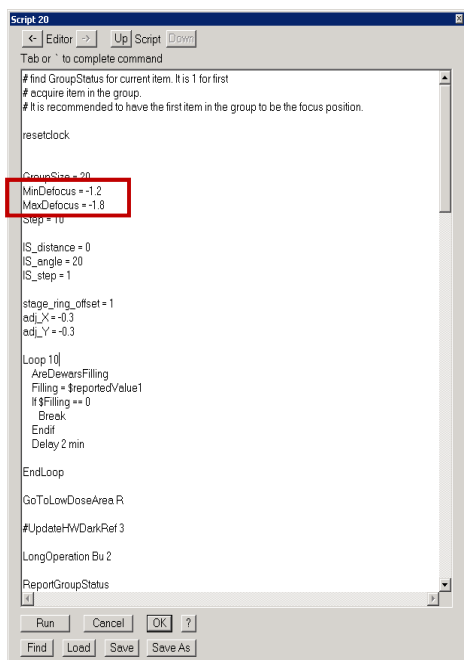 Script 20
<- Editor -> Up Script Down
Tab or ` to complete command
# find GroupStatus for current item. It is 1 for first
# acquire item in the group.
# It is recommended to have the first item in the group to be the focus position.
resetclock
GroupSize = 20
MinDefocus = -1.2
MaxDefocus = -1.8
Step = 10
IS_distance = 0
IS_angle = 20
IS_step = 1
stage_ring_offset = 1
adj_X = -0.3
adj_Y = -0.3
Loop 10
AreDewarsFilling
Filling = $reportedValue1
If $Filling == 0
Break
Endif
Delay 2 min
EndLoop
GoToLowDoseArea R
#UpdateHWDarkRef 3
LongOperation Bu 2
ReportGroupStatus
Run Cancel OK ?
Find Load Save Save As